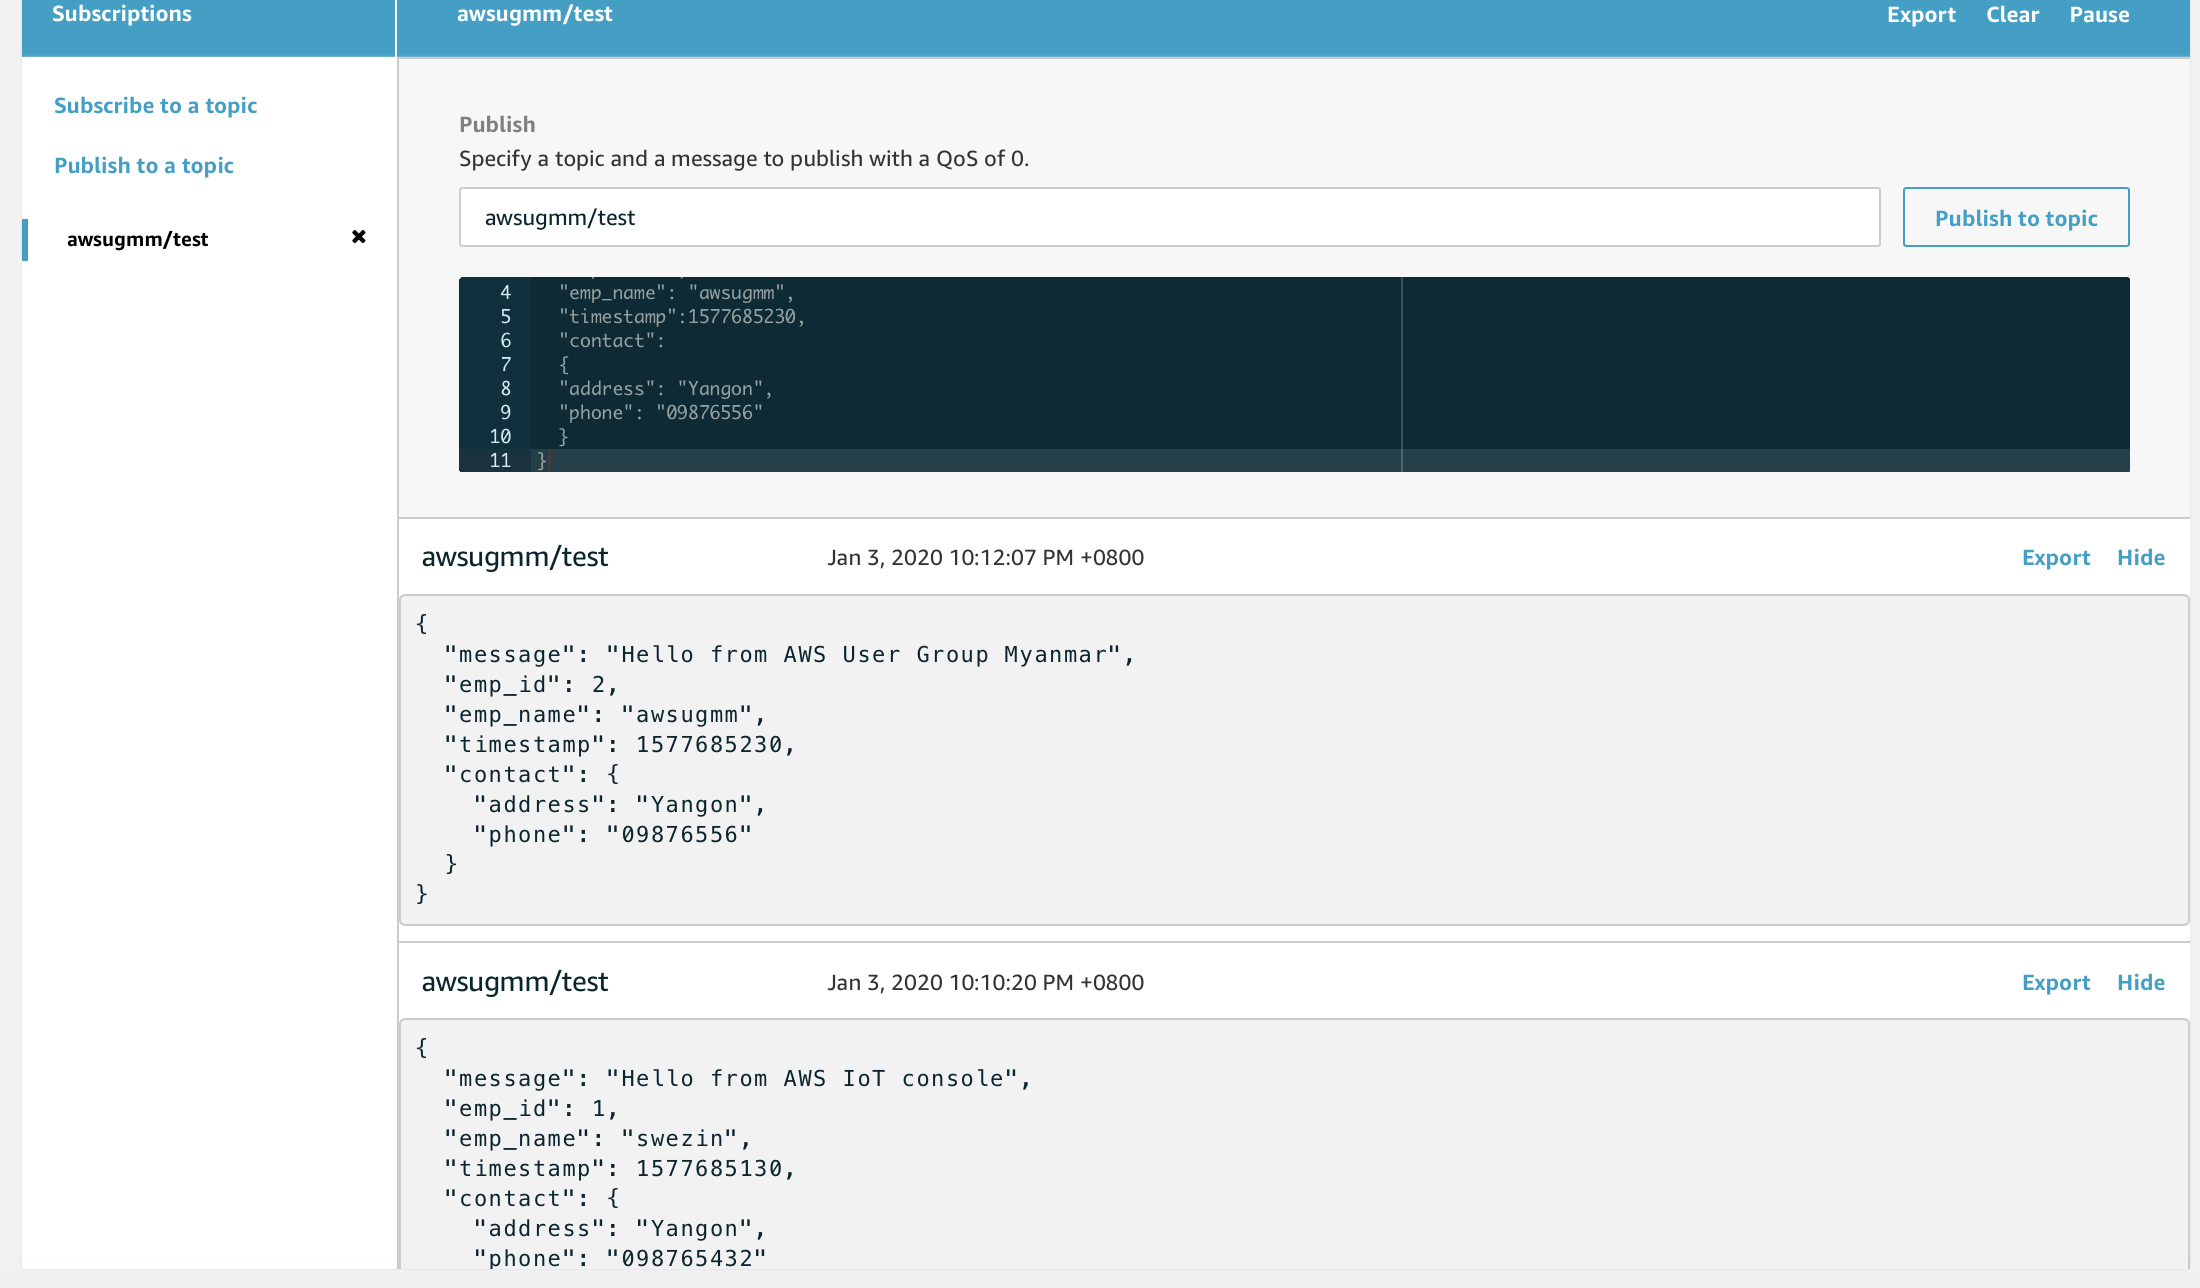 Subscriptions
awsugmm/test
Export Clear Pause
Subscribe to a topic
Publish to a topic
awsugmm/test ✖
Publish
Specify a topic and a message to publish with a QoS of 0.
awsugmm/test
Publish to topic
4 "emp_name": "awsugmm",
5 "timestamp":1577685230,
6 "contact":
7 {
8 "address": "Yangon",
9 "phone": "09876556"
10 }
11 }
awsugmm/test Jan 3, 2020 10:12:07 PM +0800 Export Hide
{
"message": "Hello from AWS User Group Myanmar",
"emp_id": 2,
"emp_name": "awsugmm",
"timestamp": 1577685230,
"contact": {
"address": "Yangon",
"phone": "09876556"
}
}
awsugmm/test Jan 3, 2020 10:10:20 PM +0800 Export Hide
{
"message": "Hello from AWS IoT console",
"emp_id": 1,
"emp_name": "swezin",
"timestamp": 1577685130,
"contact": {
"address": "Yangon",
"phone": "098765432"